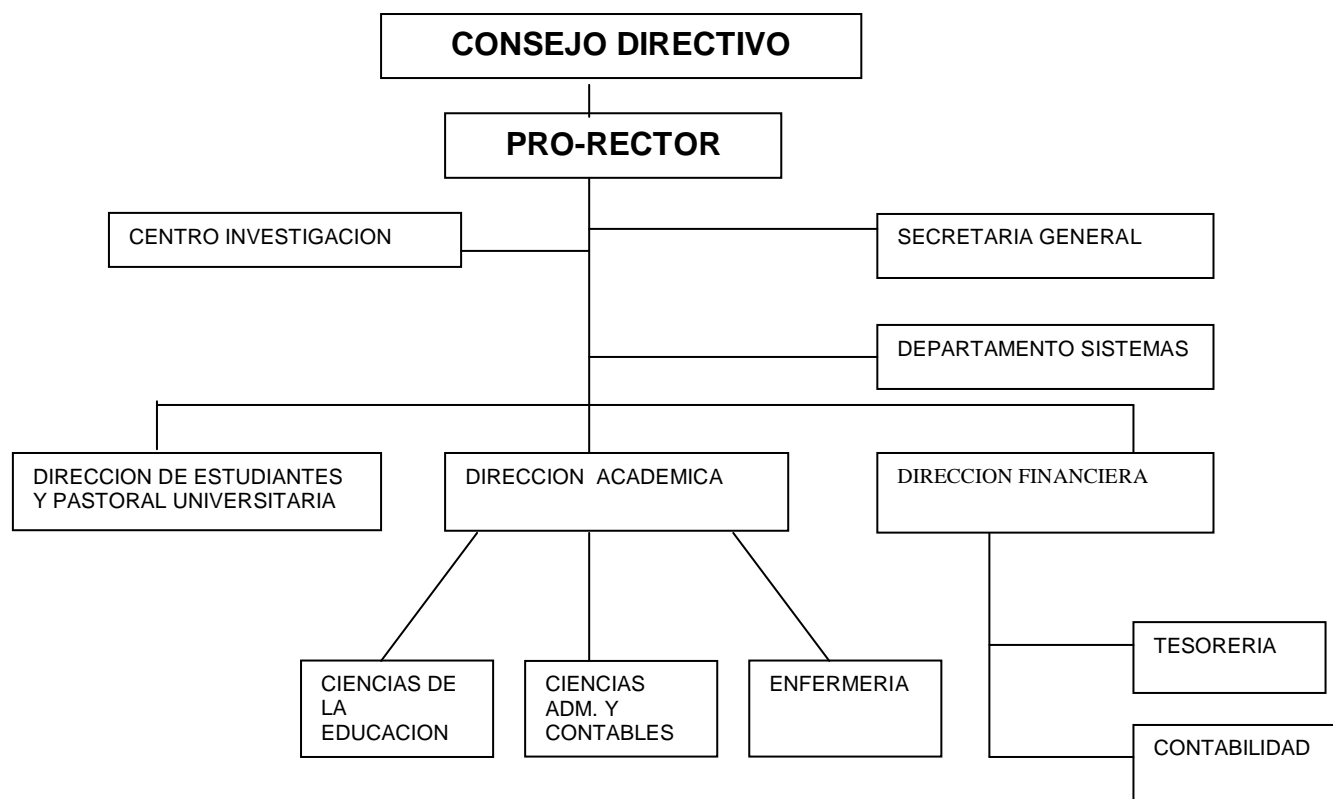 CONSEJO DIRECTIVO
PRO-RECTOR
CENTRO INVESTIGACION
SECRETARIA GENERAL
DEPARTAMENTO SISTEMAS
DIRECCION DE ESTUDIANTES
Y PASTORAL UNIVERSITARIA
DIRECCION ACADEMICA
DIRECCION FINANCIERA
CIENCIAS DE
LA
EDUCACION
CIENCIAS
ADM. Y
CONTABLES
ENFERMERIA
TESORERIA
CONTABILIDAD